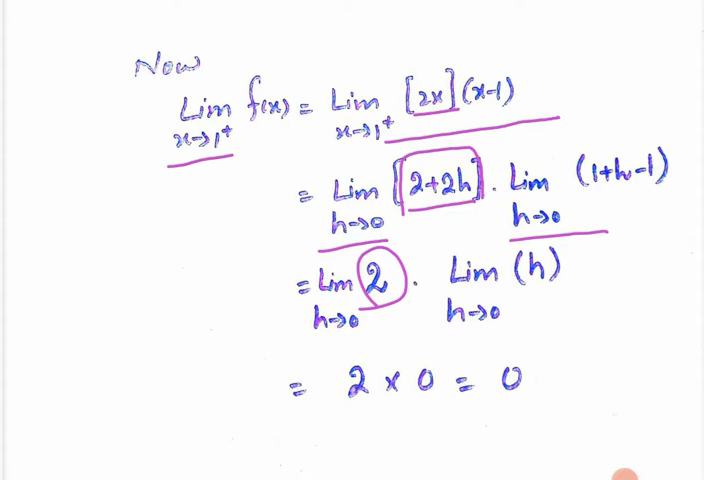 Now
Lim x→1⁺ f(x) = Lim x→1⁺ [2x](x-1)
= Lim h→0 [2+2h] . Lim h→0 (1+h-1)
= Lim h→0 2 . Lim h→0 (h)
= 2 × 0 = 0